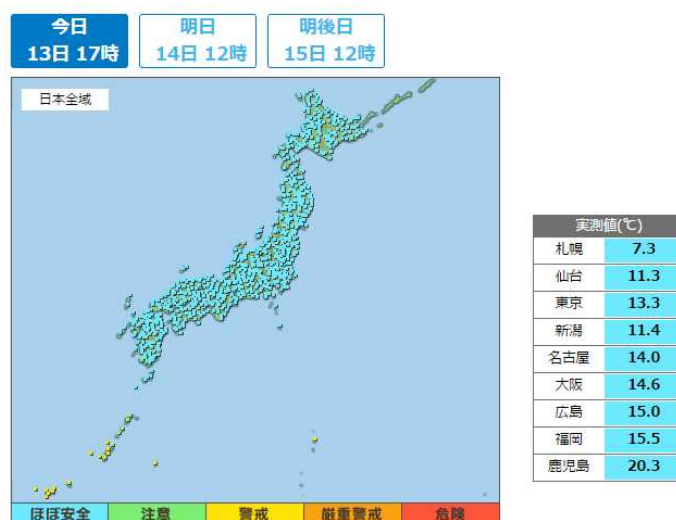 今日
13日 17時
明日
14日 12時
明後日
15日 12時
日本全域
ほぼ安全
注意
警戒
厳重警戒
危険
実測値(℃)
札幌 7.3
仙台 11.3
東京 13.3
新潟 11.4
名古屋 14.0
大阪 14.6
広島 15.0
福岡 15.5
鹿児島 20.3